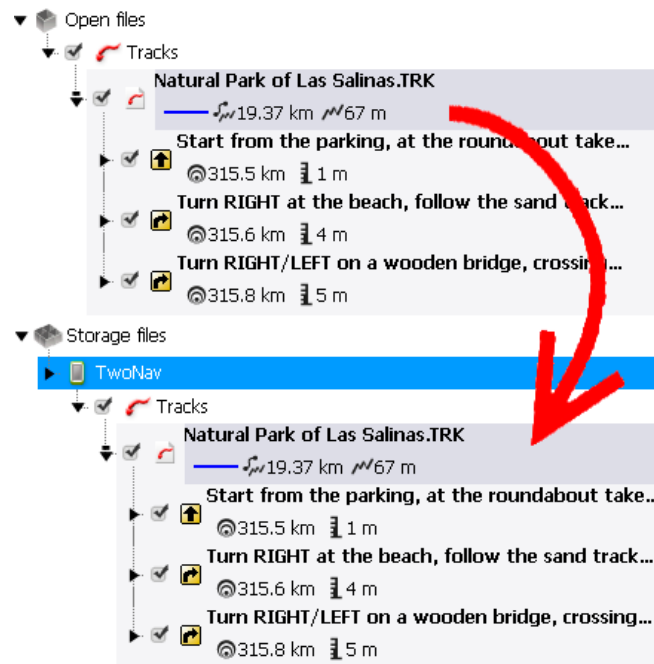 Open files
Tracks
Natural Park of Las Salinas.TRK
19.37 km 67 m
Start from the parking, at the roundabout take...
315.5 km 1 m
Turn RIGHT at the beach, follow the sand track...
315.6 km 4 m
Turn RIGHT/LEFT on a wooden bridge, crossing...
315.8 km 5 m
Storage files
TwoNav
Tracks
Natural Park of Las Salinas.TRK
19.37 km 67 m
Start from the parking, at the roundabout take..
315.5 km 1 m
Turn RIGHT at the beach, follow the sand track...
315.6 km 4 m
Turn RIGHT/LEFT on a wooden bridge, crossing...
315.8 km 5 m